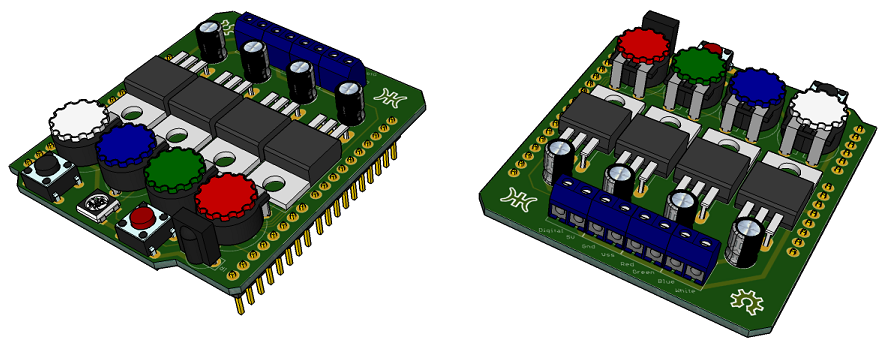 Digital
5V
Gnd
Vss
Red
Green
Blue
White